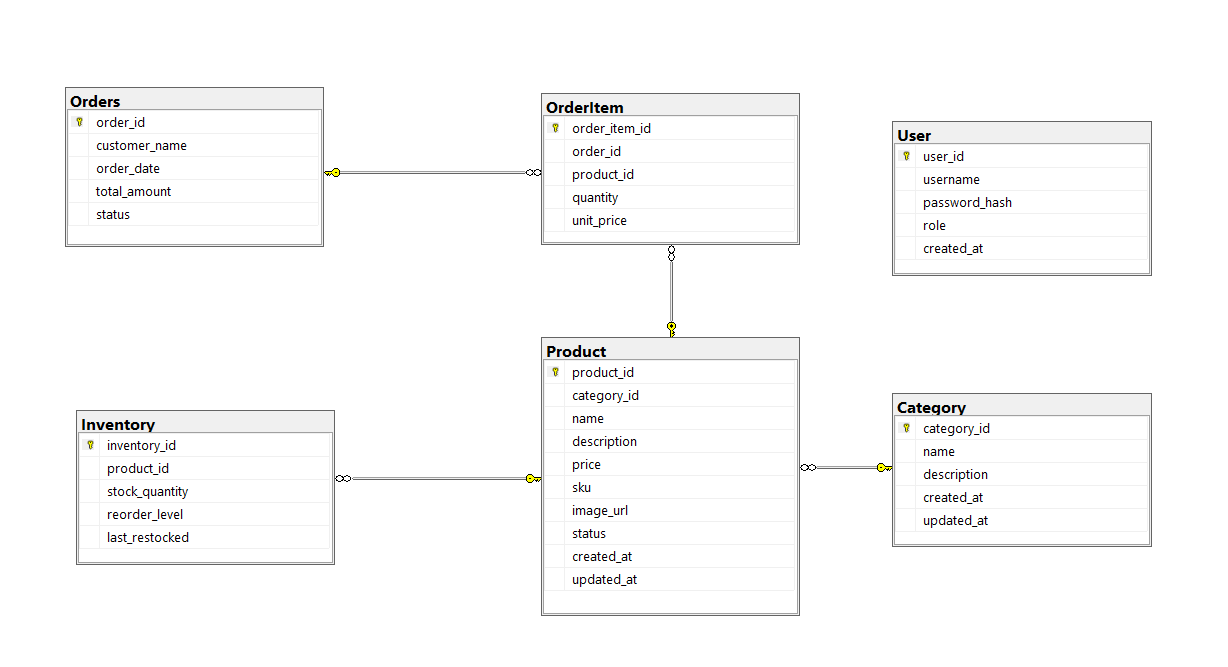 Orders
order_id
customer_name
order_date
total_amount
status
OrderItem
order_item_id
order_id
product_id
quantity
unit_price
User
user_id
username
password_hash
role
created_at
Inventory
inventory_id
product_id
stock_quantity
reorder_level
last_restocked
Product
product_id
category_id
name
description
price
sku
image_url
status
created_at
updated_at
Category
category_id
name
description
created_at
updated_at